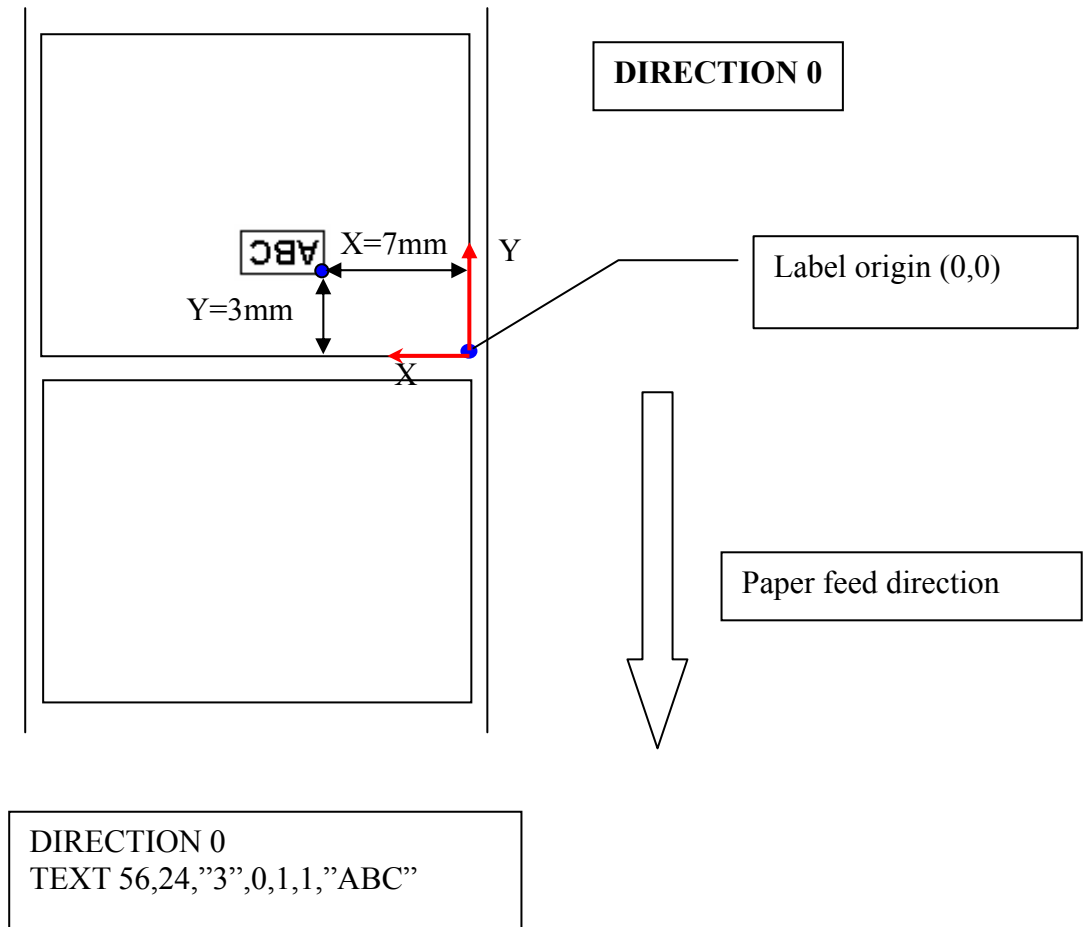 DIRECTION 0
ABC
X=7mm
Y
Label origin (0,0)
Y=3mm
X
Paper feed direction
DIRECTION 0
TEXT 56,24,”3”,0,1,1,”ABC”